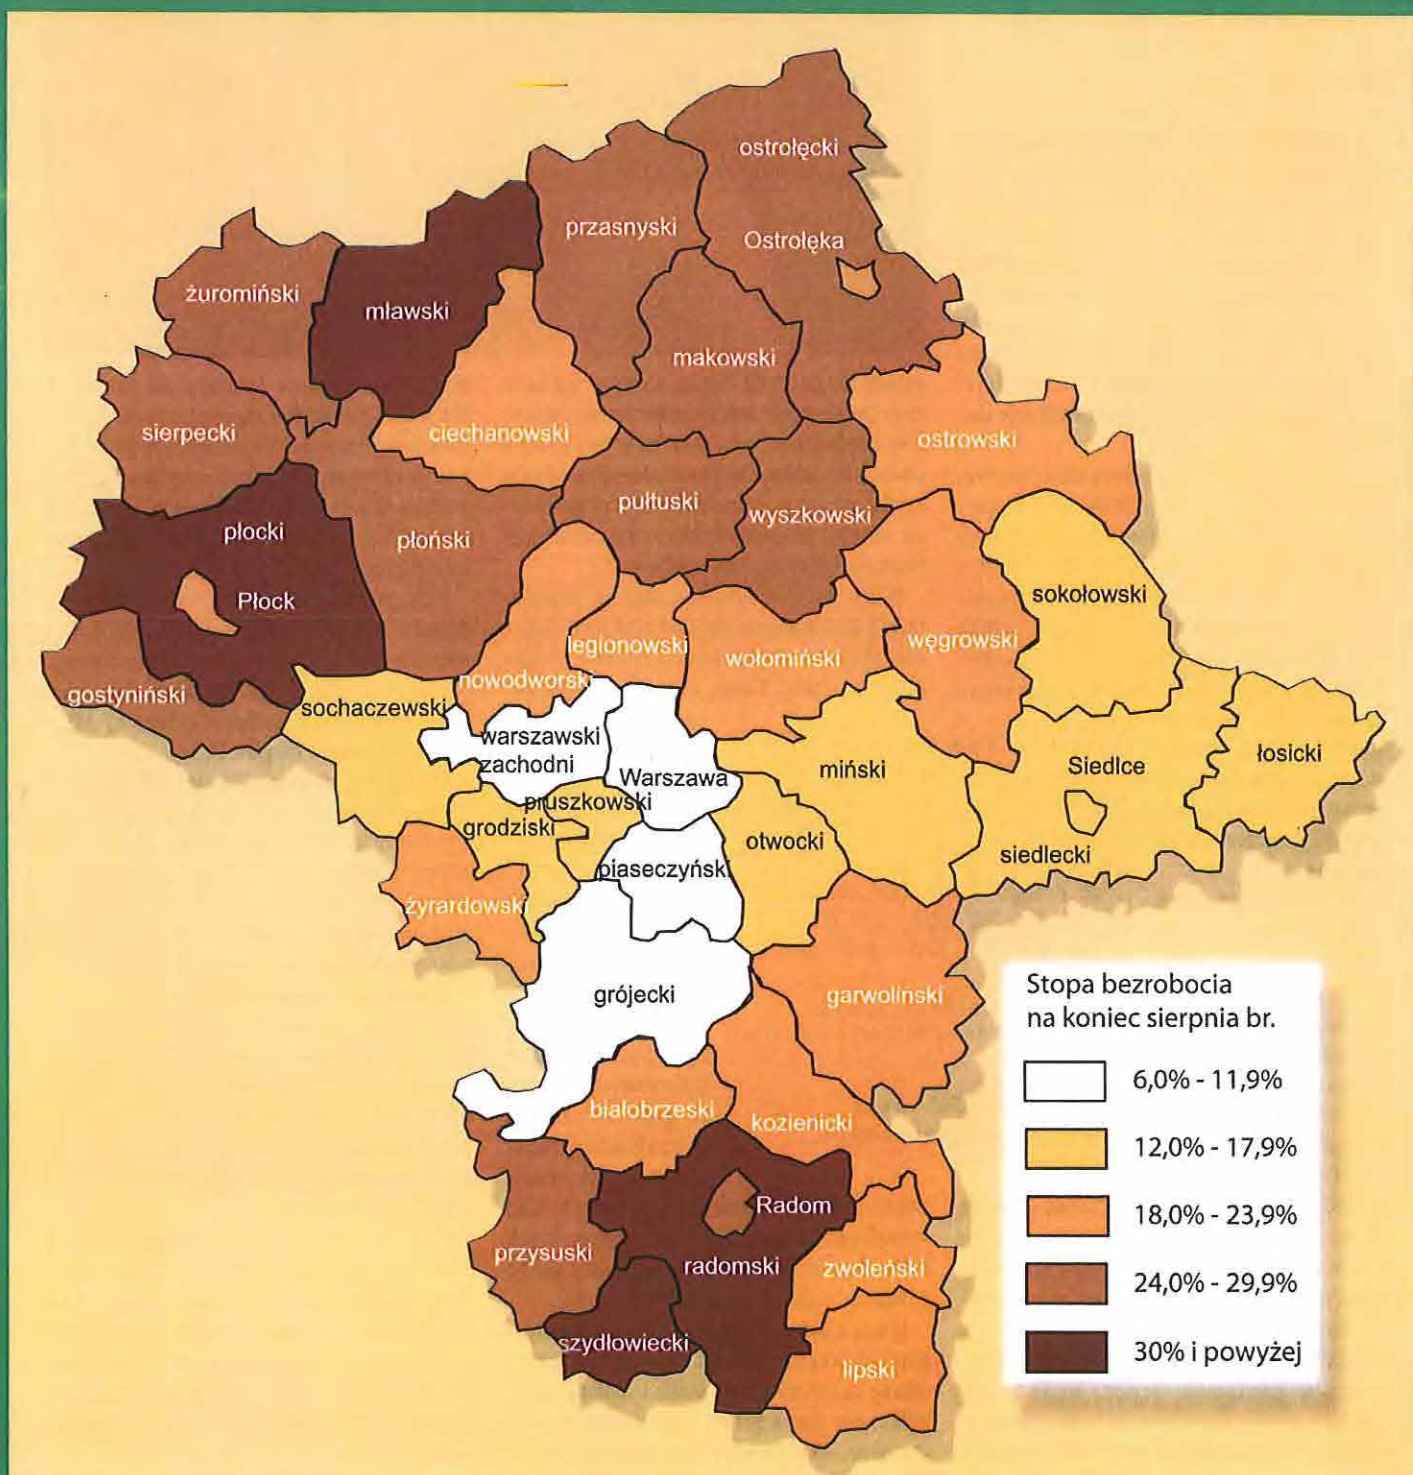 ostrołęcki
przasnyski
Ostrołęka
żuromiński
mławski
makowski
sierpecki
ciechanowski
ostrowski
pułtuski
wyszkowski
płocki
płoński
sokołowski
Płock
legionowski
wołomiński
węgrowski
nowodworski
gostyniński
sochaczewski
warszawski
zachodni
Warszawa
miński
Siedlce
łosicki
pruszkowski
grodziski
otwocki
siedlecki
piaseczyński
żyrardowski
grójecki
garwoliński
białobrzeski
kozienicki
Radom
przysuski
radomski
zwoleński
szydłowiecki
lipski
Stopa bezrobocia
na koniec sierpnia br.
6,0% - 11,9%
12,0% - 17,9%
18,0% - 23,9%
24,0% - 29,9%
30% i powyżej